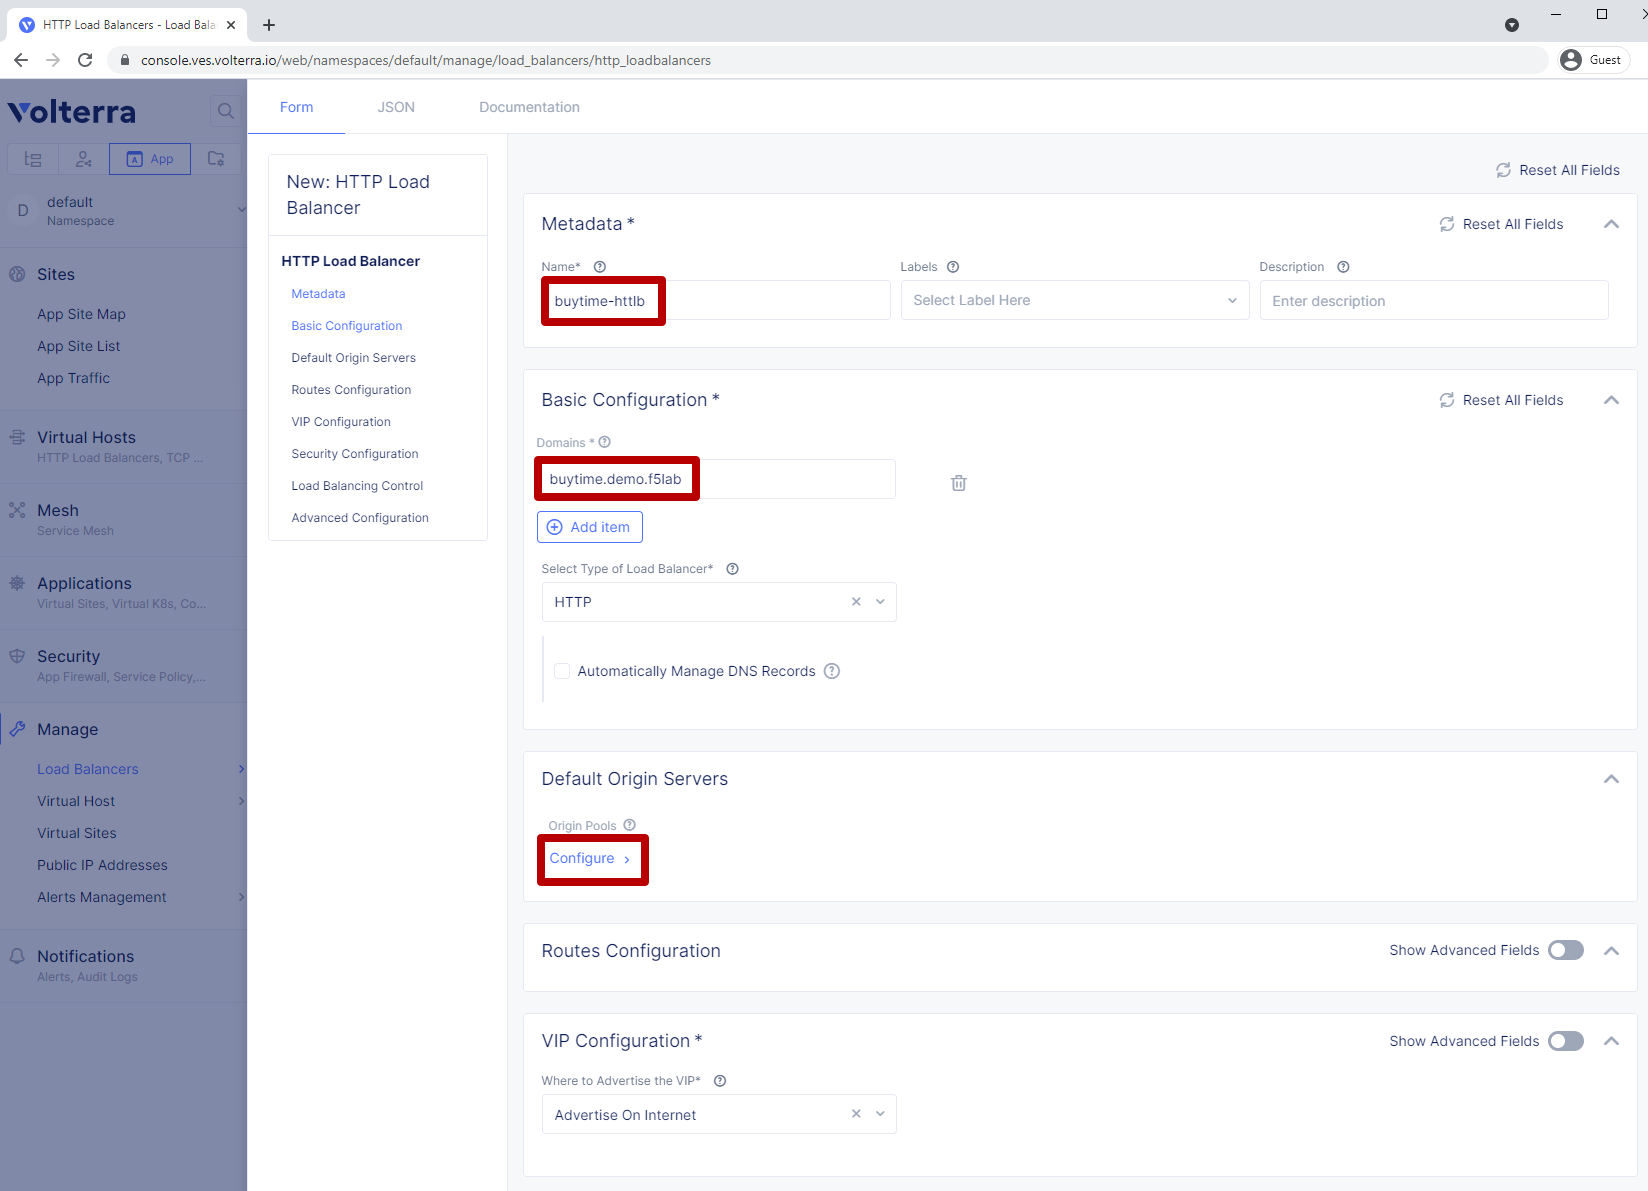 HTTP Load Balancers - Load Bala
console.ves.volterra.io/web/namespaces/default/manage/load_balancers/http_loadbalancers
Guest
Volterra
App
D
default
Namespace
Sites
App Site Map
App Site List
App Traffic
Virtual Hosts
HTTP Load Balancers, TCP ...
Mesh
Service Mesh
Applications
Virtual Sites, Virtual K8s, Co...
Security
App Firewall, Service Policy,...
Manage
Load Balancers
Virtual Host
Virtual Sites
Public IP Addresses
Alerts Management
Notifications
Alerts, Audit Logs
Form
JSON
Documentation
New: HTTP Load
Balancer
HTTP Load Balancer
Metadata
Basic Configuration
Default Origin Servers
Routes Configuration
VIP Configuration
Security Configuration
Load Balancing Control
Advanced Configuration
Reset All Fields
Metadata *
Reset All Fields
Name*
buytime-httlb
Labels
Select Label Here
Description
Enter description
Basic Configuration *
Reset All Fields
Domains *
buytime.demo.f5lab
Add item
Select Type of Load Balancer*
HTTP
Automatically Manage DNS Records
Default Origin Servers
Origin Pools
Configure
Routes Configuration
Show Advanced Fields
VIP Configuration *
Show Advanced Fields
Where to Advertise the VIP*
Advertise On Internet